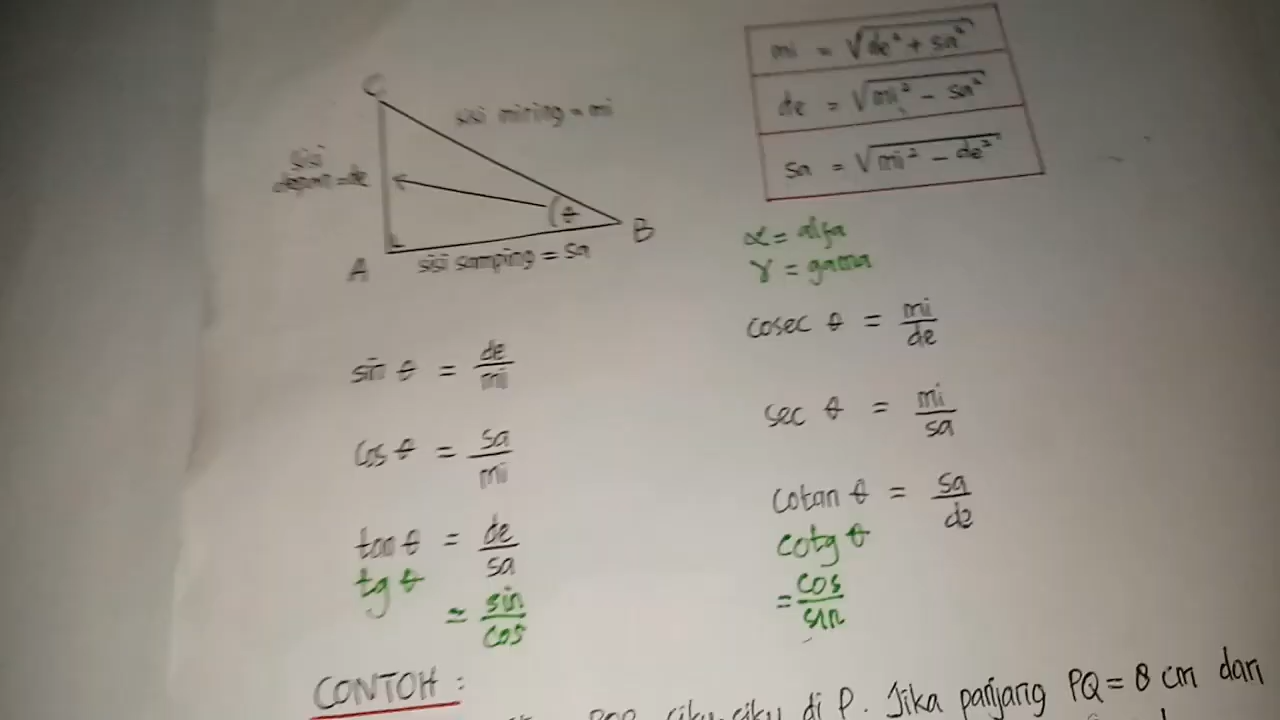 mi = √de² + sa²
de = √mi² - sa²
sa = √mi² - de²
C
sisi miring = mi
sisi
depan = de
θ
B
A
sisi samping = sa
α = alfa
γ = gama
sin θ = de/mi
cosec θ = mi/de
cos θ = sa/mi
sec θ = mi/sa
tan θ = de/sa
tg θ
= sin/cos
cotan θ = sa/de
cotg θ
= cos/sin
CONTOH :
siku-siku di P. Jika panjang PQ = 8 cm dan